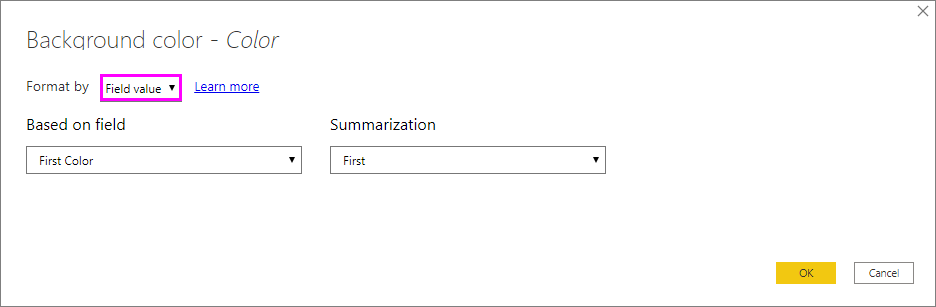 Background color - Color
Format by Field value Learn more
Based on field Summarization
First Color First
OK Cancel